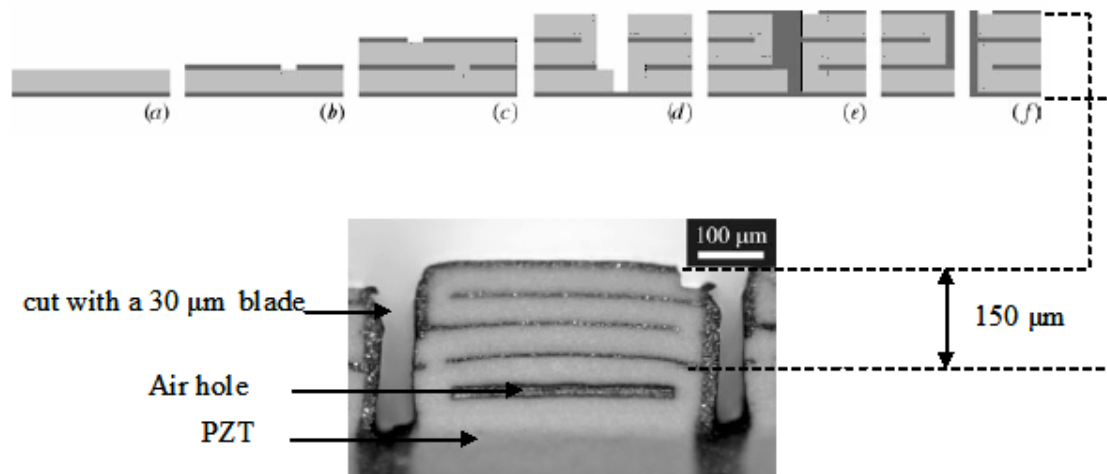 (a)
(b)
(c)
(d)
(e)
(f)
100 μm
cut with a 30 μm blade
150 μm
Air hole
PZT